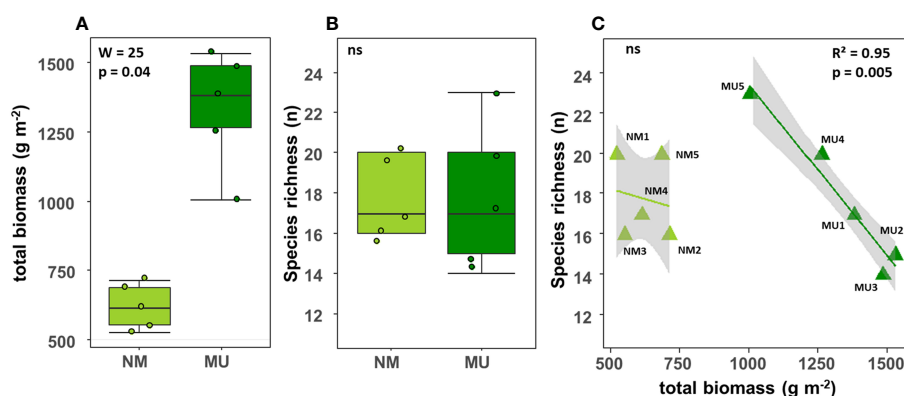 A
W = 25
p = 0.04
total biomass (g m-2)
1500
1250
1000
750
500
NM
MU
B
ns
Species richness (n)
24
22
20
18
16
14
12
NM
MU
C
ns
R² = 0.95
p = 0.005
Species richness (n)
24
22
20
18
16
14
12
MU5
MU4
MU1
MU2
MU3
NM1
NM5
NM4
NM3
NM2
500
750
1000
1250
1500
total biomass (g m-2)